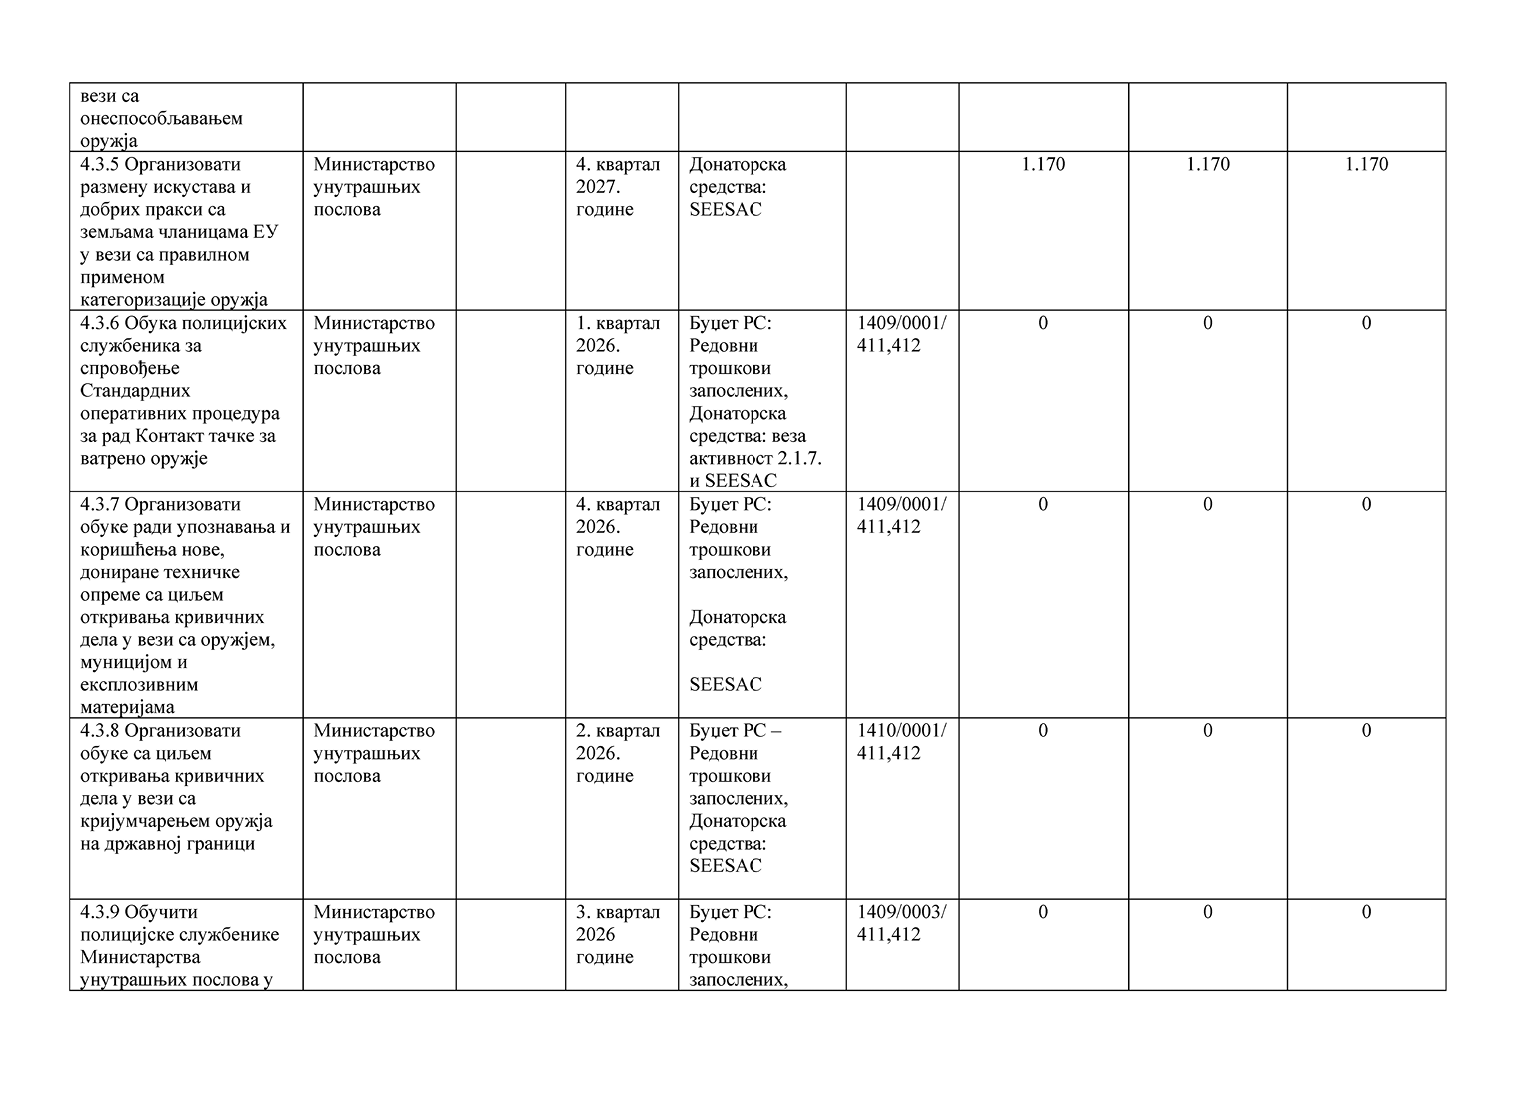 вези са
онеспособљавањем
оружја
4.3.5 Организовати
размену искустава и
добрих пракси са
земљама чланицама ЕУ
у вези са правилном
применом
категоризације оружја
Министарство
унутрашњих
послова
4. квартал
2027.
године
Донаторска
средства:
SEESAC
1.170
1.170
1.170
4.3.6 Обука полицијских
службеника за
спровођење
Стандардних
оперативних процедура
за рад Контакт тачке за
ватрено оружје
Министарство
унутрашњих
послова
1. квартал
2026.
године
Буџет РС:
Редовни
трошкови
запослених,
Донаторска
средства: веза
активност 2.1.7.
и SEESAC
1409/0001/
411,412
0
0
0
4.3.7 Организовати
обуке ради упознавања и
коришћења нове,
дониране техничке
опреме са циљем
откривања кривичних
дела у вези са оружјем,
муницијом и
експлозивним
материјама
Министарство
унутрашњих
послова
4. квартал
2026.
године
Буџет РС:
Редовни
трошкови
запослених,
Донаторска
средства:
SEESAC
1409/0001/
411,412
0
0
0
4.3.8 Организовати
обуке са циљем
откривања кривичних
дела у вези са
кријумчарењем оружја
на државној граници
Министарство
унутрашњих
послова
2. квартал
2026.
године
Буџет РС –
Редовни
трошкови
запослених,
Донаторска
средства:
SEESAC
1410/0001/
411,412
0
0
0
4.3.9 Обучити
полицијске службенике
Министарства
унутрашњих послова у
Министарство
унутрашњих
послова
3. квартал
2026
године
Буџет РС:
Редовни
трошкови
запослених,
1409/0003/
411,412
0
0
0